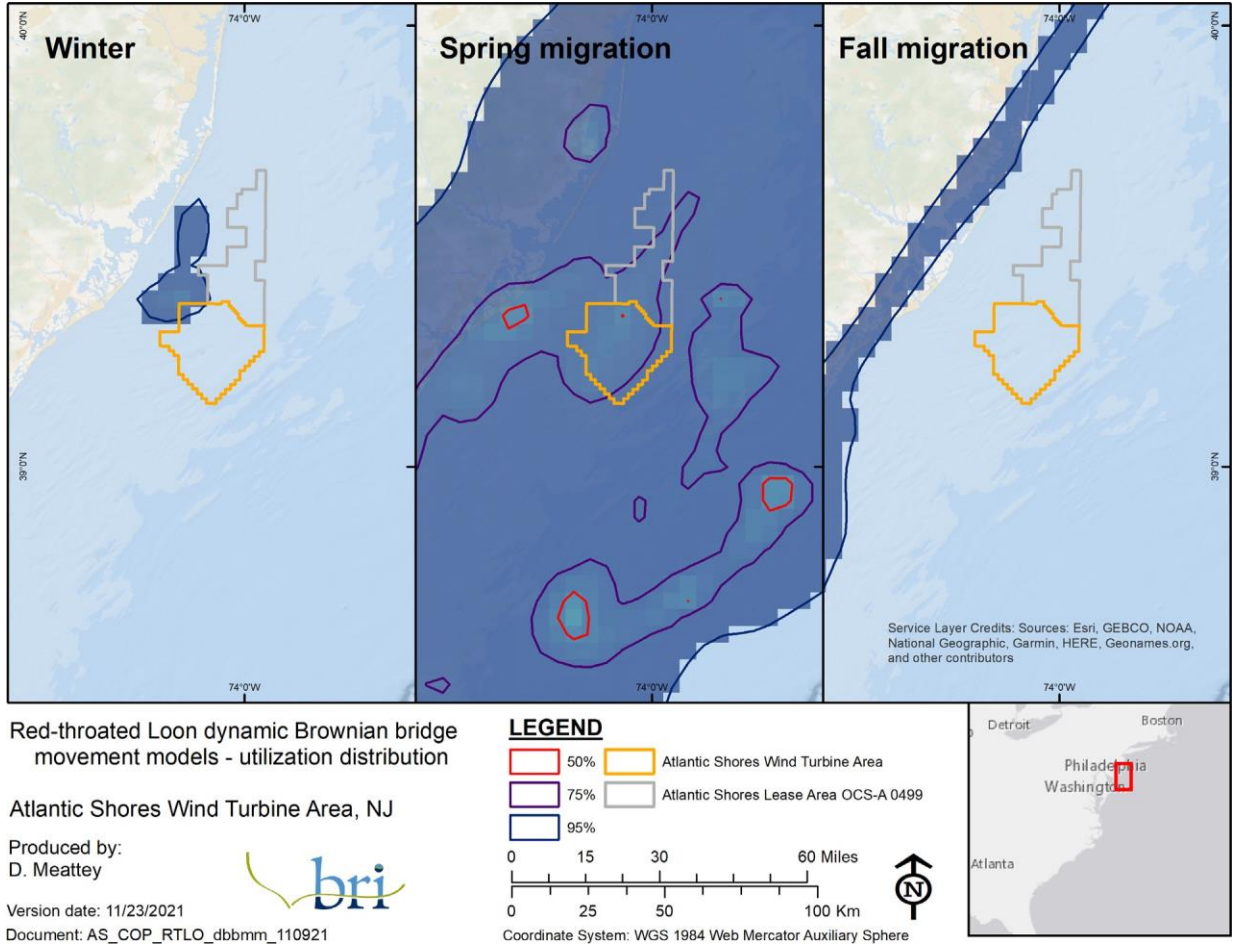 74°0'W
74°0'W
74°0'W
40°0'N
40°0'N
Winter
Spring migration
Fall migration
39°0'N
39°0'N
Service Layer Credits: Sources: Esri, GEBCO, NOAA,
National Geographic, Garmin, HERE, Geonames.org,
and other contributors
74°0'W
74°0'W
74°0'W
Red-throated Loon dynamic Brownian bridge
movement models - utilization distribution
Atlantic Shores Wind Turbine Area, NJ
Produced by:
D. Meattey
bri
Version date: 11/23/2021
Document: AS_COP_RTLO_dbbmm_110921
LEGEND
50%
Atlantic Shores Wind Turbine Area
75%
Atlantic Shores Lease Area OCS-A 0499
95%
0 15 30 60 Miles
0 25 50 100 Km
N
Coordinate System: WGS 1984 Web Mercator Auxiliary Sphere
Detroit
Boston
Philadelphia
Washington
Atlanta